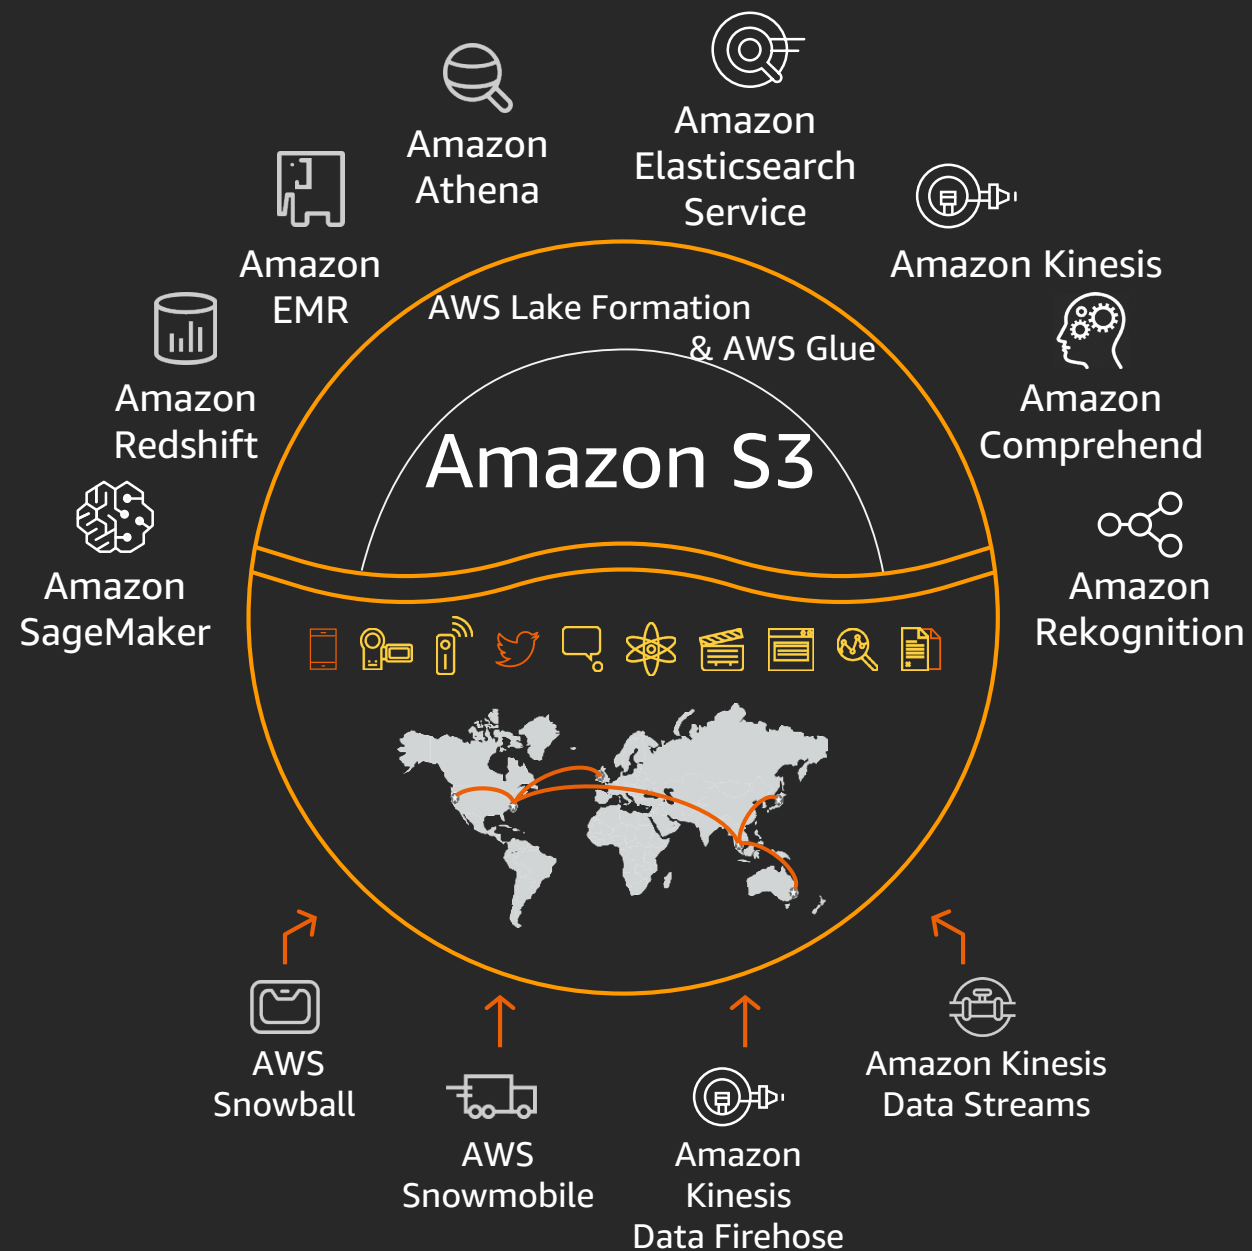 Amazon
Elasticsearch
Service
Amazon
Athena
Amazon
EMR
Amazon Kinesis
AWS Lake Formation
& AWS Glue
Amazon
Redshift
Amazon
Comprehend
Amazon S3
Amazon
SageMaker
Amazon
Rekognition
AWS
Snowball
AWS
Snowmobile
Amazon
Kinesis
Data Firehose
Amazon Kinesis
Data Streams